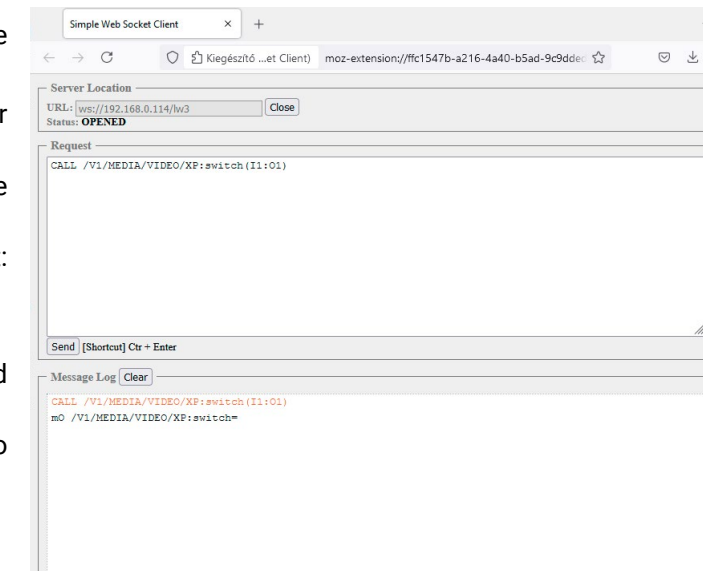 e
Simple Web Socket Client × +
Kiegészítő ...et Client) moz-extension://ffc1547b-a216-4a40-b5ad-9c9ddec
Server Location
r
URL: ws://192.168.0.114/lw3 Close
Status: OPENED
Request
CALL /V1/MEDIA/VIDEO/XP:switch(I1:O1)
e
:
Send [Shortcut] Ctr + Enter
d
Message Log Clear
CALL /V1/MEDIA/VIDEO/XP:switch(I1:O1)
mO /V1/MEDIA/VIDEO/XP:switch=
o